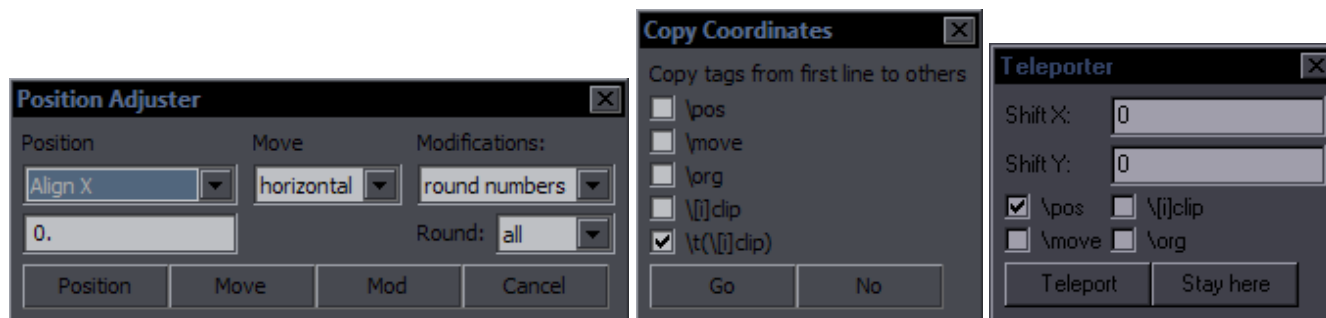 Position Adjuster
Position Move Modifications:
Align X horizontal round numbers
0. Round: all
Position Move Mod Cancel
Copy Coordinates
Copy tags from first line to others
\pos
\move
\org
\[i]clip
\t(\[i]clip)
Go No
Teleporter
Shift X: 0
Shift Y: 0
\pos \[i]clip
\move \org
Teleport Stay here